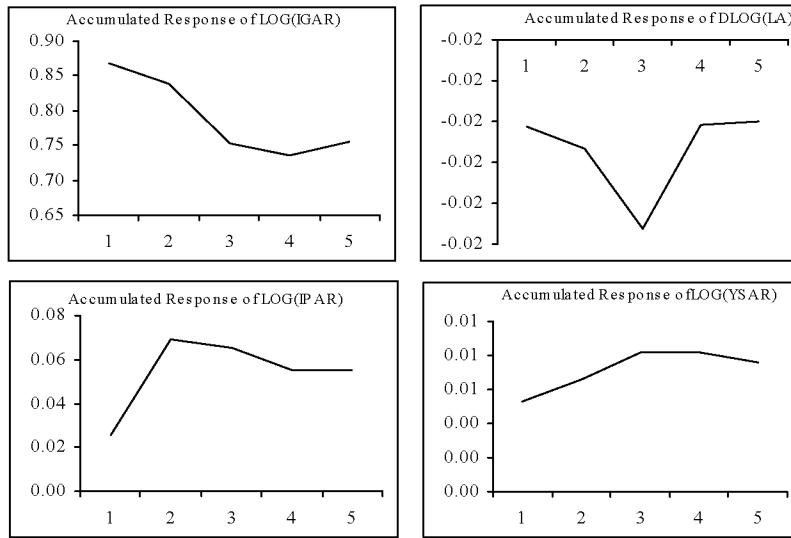 Accumulated Response of LOG(IGAR)
0.90
0.85
0.80
0.75
0.70
0.65
1 2 3 4 5
Accumulated Response of DLOG(LA)
-0.02
-0.02
-0.02
-0.02
-0.02
-0.02
1 2 3 4 5
Accumulated Response of LOG(IPAR)
0.08
0.06
0.04
0.02
0.00
1 2 3 4 5
Accumulated Response ofLOG(YSAR)
0.01
0.01
0.01
0.00
0.00
0.00
1 2 3 4 5